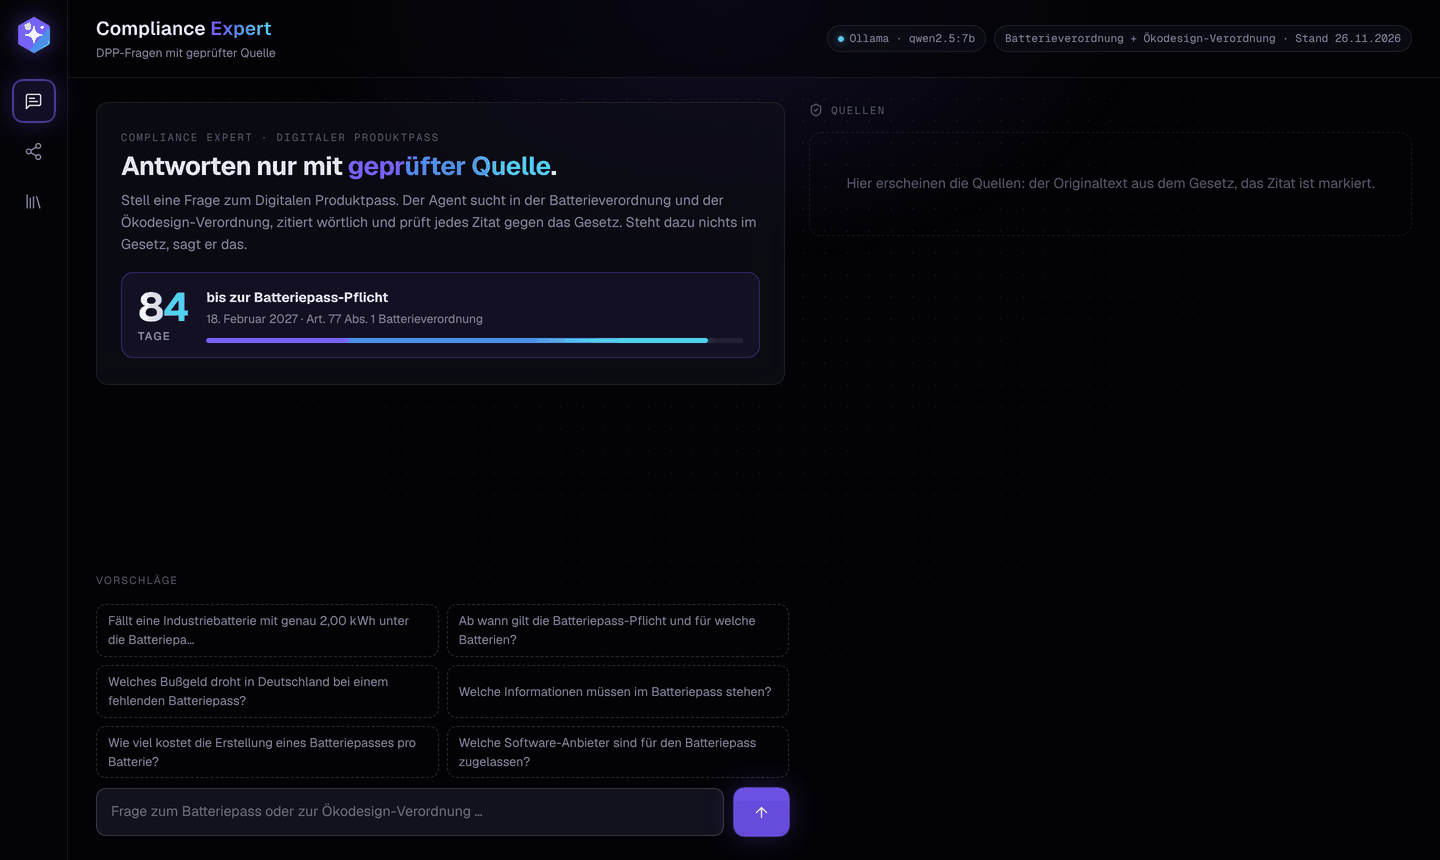 Compliance Expert
DPP-Fragen mit geprüfter Quelle
Ollama · qwen2.5:7b
Batterieverordnung + Ökodesign-Verordnung · Stand 26.11.2026
COMPLIANCE EXPERT · DIGITALER PRODUKTPASS
Antworten nur mit geprüfter Quelle.
Stell eine Frage zum Digitalen Produktpass. Der Agent sucht in der Batterieverordnung und der
Ökodesign-Verordnung, zitiert wörtlich und prüft jedes Zitat gegen das Gesetz. Steht dazu nichts im
Gesetz, sagt er das.
84
TAGE
bis zur Batteriepass-Pflicht
18. Februar 2027 · Art. 77 Abs. 1 Batterieverordnung
QUELLEN
Hier erscheinen die Quellen: der Originaltext aus dem Gesetz, das Zitat ist markiert.
VORSCHLÄGE
Fällt eine Industriebatterie mit genau 2,00 kWh unter
die Batteriepa…
Ab wann gilt die Batteriepass-Pflicht und für welche
Batterien?
Welches Bußgeld droht in Deutschland bei einem
fehlenden Batteriepass?
Welche Informationen müssen im Batteriepass stehen?
Wie viel kostet die Erstellung eines Batteriepasses pro
Batterie?
Welche Software-Anbieter sind für den Batteriepass
zugelassen?
Frage zum Batteriepass oder zur Ökodesign-Verordnung …